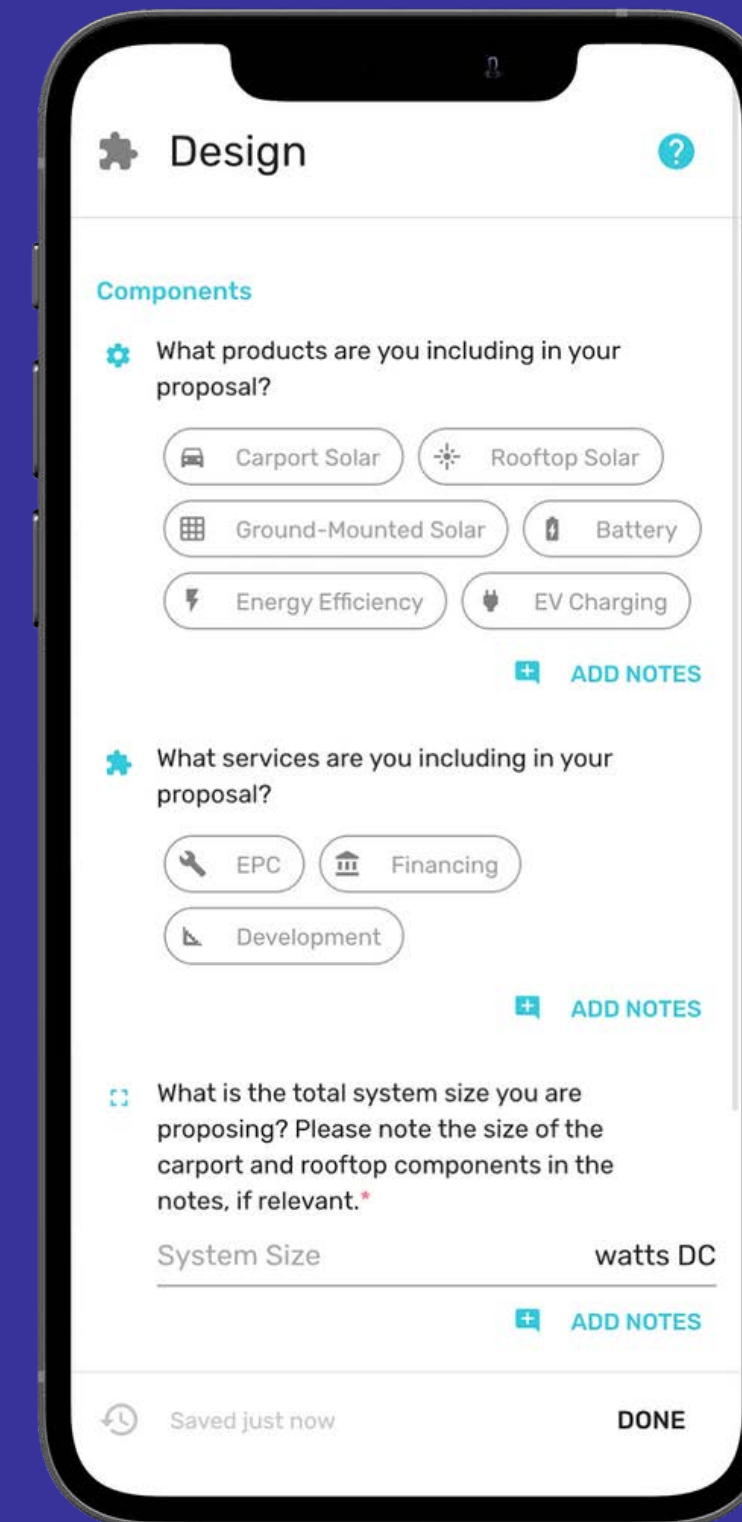 Design
?
Components
What products are you including in your
proposal?
Carport Solar
Rooftop Solar
Ground-Mounted Solar
Battery
Energy Efficiency
EV Charging
ADD NOTES
What services are you including in your
proposal?
EPC
Financing
Development
ADD NOTES
What is the total system size you are
proposing? Please note the size of the
carport and rooftop components in the
notes, if relevant.*
System Size watts DC
ADD NOTES
Saved just now DONE